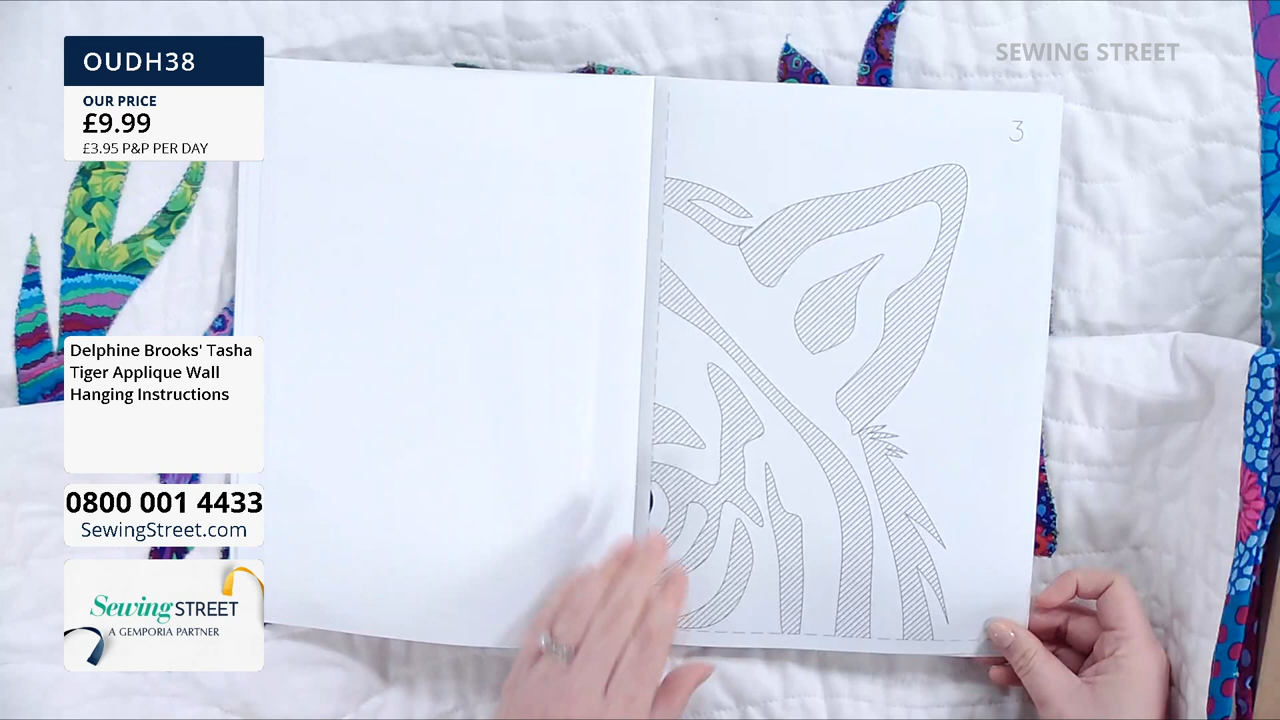 OUDH38
OUR PRICE
£9.99
£3.95 P&P PER DAY
SEWING STREET
3
Delphine Brooks' Tasha
Tiger Applique Wall
Hanging Instructions
0800 001 4433
SewingStreet.com
Sewing STREET
A GEMPORIA PARTNER